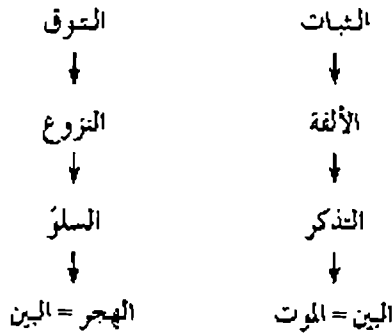 الثبات التوق
الألفة النزوع
التذكر السلوّ
البين = الموت الهجر = البين